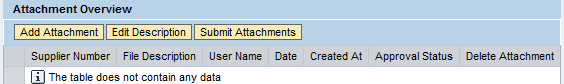 Attachment Overview
Add Attachment Edit Description Submit Attachments
Supplier Number File Description User Name Date Created At Approval Status Delete Attachment
The table does not contain any data